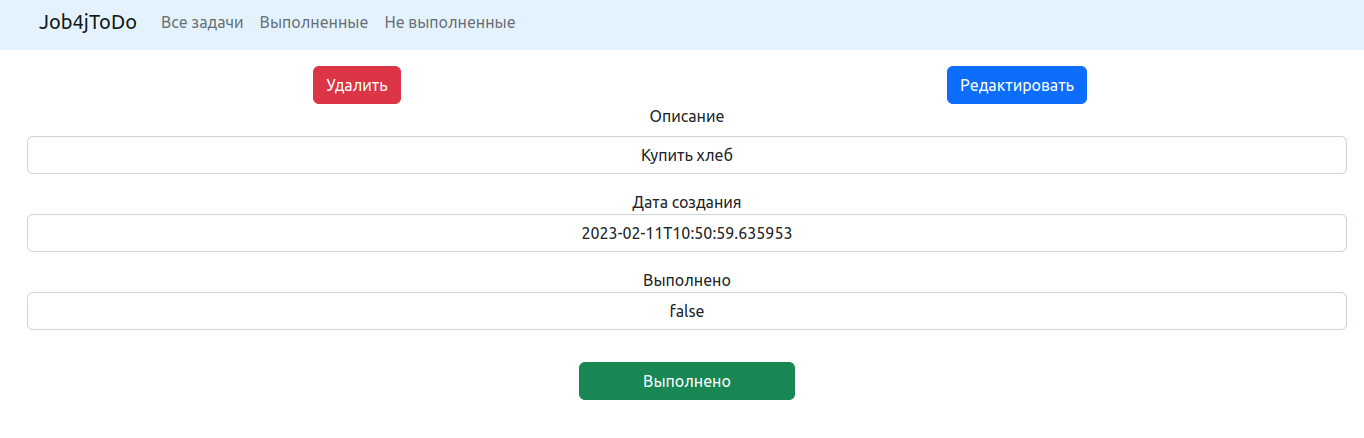 Job4jToDo Все задачи Выполненные Не выполненные
Удалить Редактировать
Описание
Купить хлеб
Дата создания
2023-02-11T10:50:59.635953
Выполнено
false
Выполнено